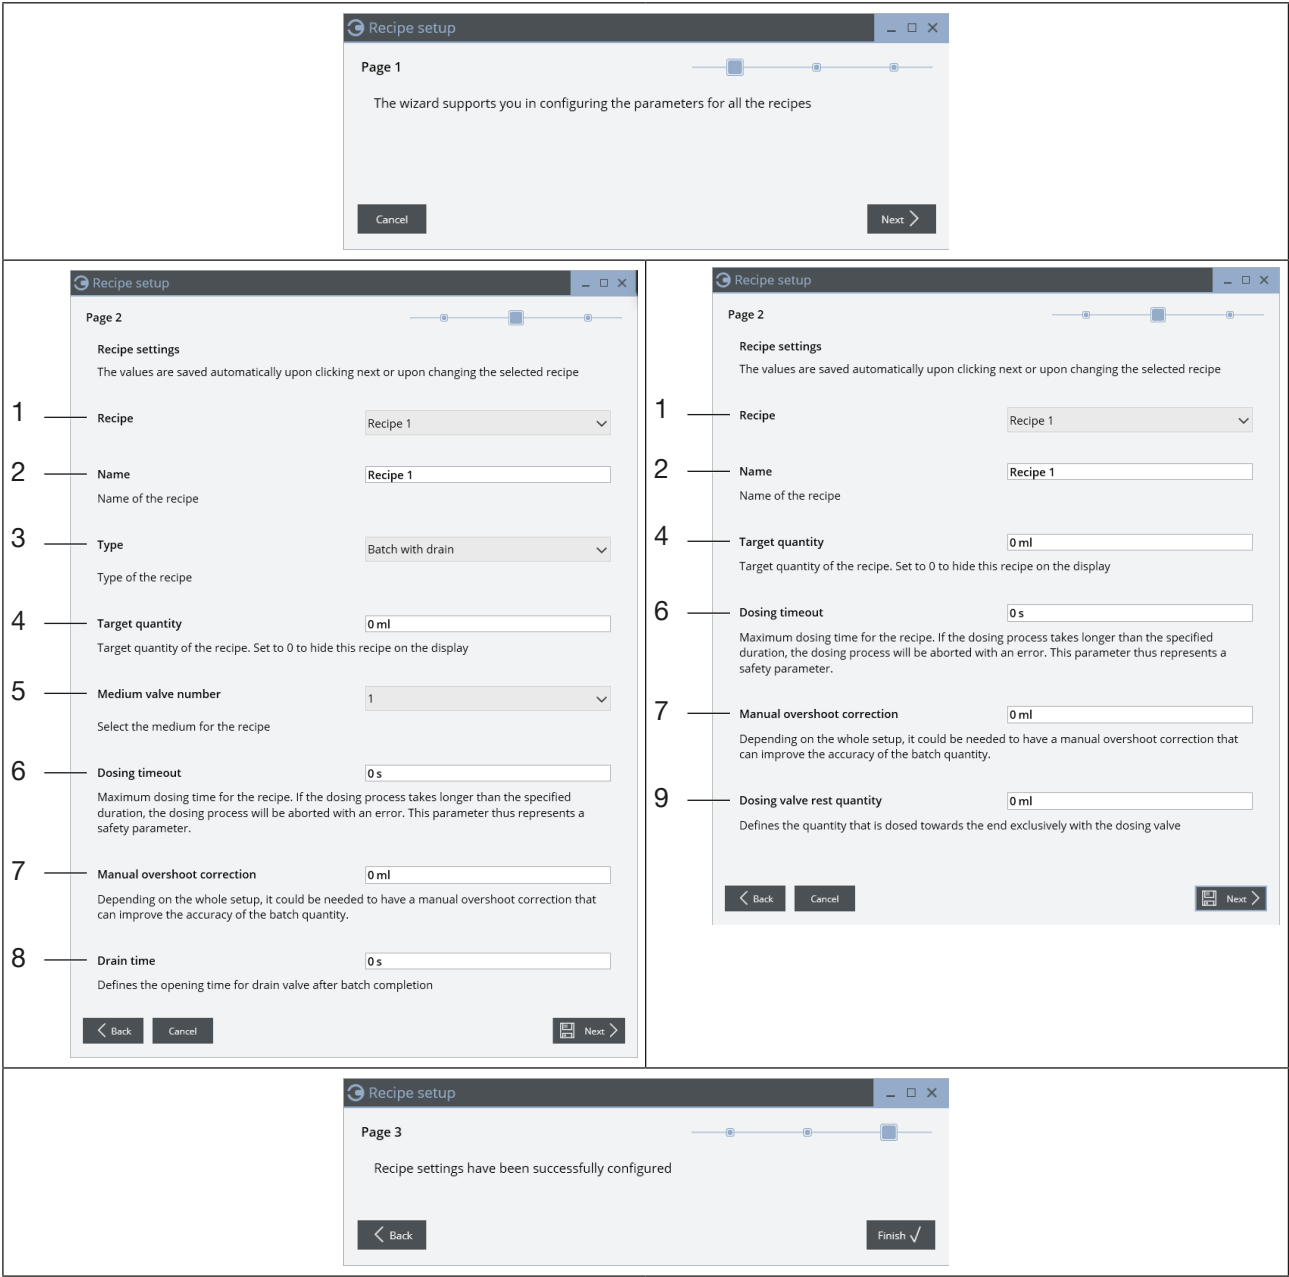 Recipe setup
Page 1
The wizard supports you in configuring the parameters for all the recipes
Cancel
Next
Recipe setup
Page 2
Recipe settings
The values are saved automatically upon clicking next or upon changing the selected recipe
1
Recipe
Recipe 1
2
Name
Recipe 1
Name of the recipe
3
Type
Batch with drain
Type of the recipe
4
Target quantity
0 ml
Target quantity of the recipe. Set to 0 to hide this recipe on the display
5
Medium valve number
1
Select the medium for the recipe
6
Dosing timeout
0 s
Maximum dosing time for the recipe. If the dosing process takes longer than the specified
duration, the dosing process will be aborted with an error. This parameter thus represents a
safety parameter.
7
Manual overshoot correction
0 ml
Depending on the whole setup, it could be needed to have a manual overshoot correction that
can improve the accuracy of the batch quantity.
8
Drain time
0 s
Defines the opening time for drain valve after batch completion
Back
Cancel
Next
Recipe setup
Page 2
Recipe settings
The values are saved automatically upon clicking next or upon changing the selected recipe
1
Recipe
Recipe 1
2
Name
Recipe 1
Name of the recipe
4
Target quantity
0 ml
Target quantity of the recipe. Set to 0 to hide this recipe on the display
6
Dosing timeout
0 s
Maximum dosing time for the recipe. If the dosing process takes longer than the specified
duration, the dosing process will be aborted with an error. This parameter thus represents a
safety parameter.
7
Manual overshoot correction
0 ml
Depending on the whole setup, it could be needed to have a manual overshoot correction that
can improve the accuracy of the batch quantity.
9
Dosing valve rest quantity
0 ml
Defines the quantity that is dosed towards the end exclusively with the dosing valve
Back
Cancel
Next
Recipe setup
Page 3
Recipe settings have been successfully configured
Back
Finish